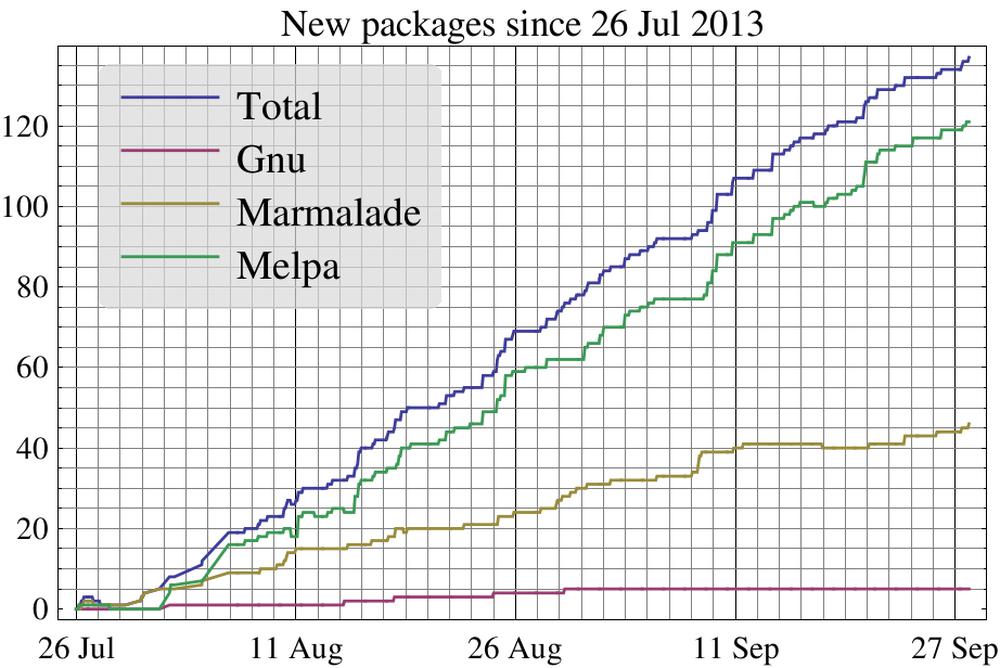 New packages since 26 Jul 2013
Total
Gnu
Marmalade
Melpa
120
100
80
60
40
20
0
26 Jul 11 Aug 26 Aug 11 Sep 27 Sep